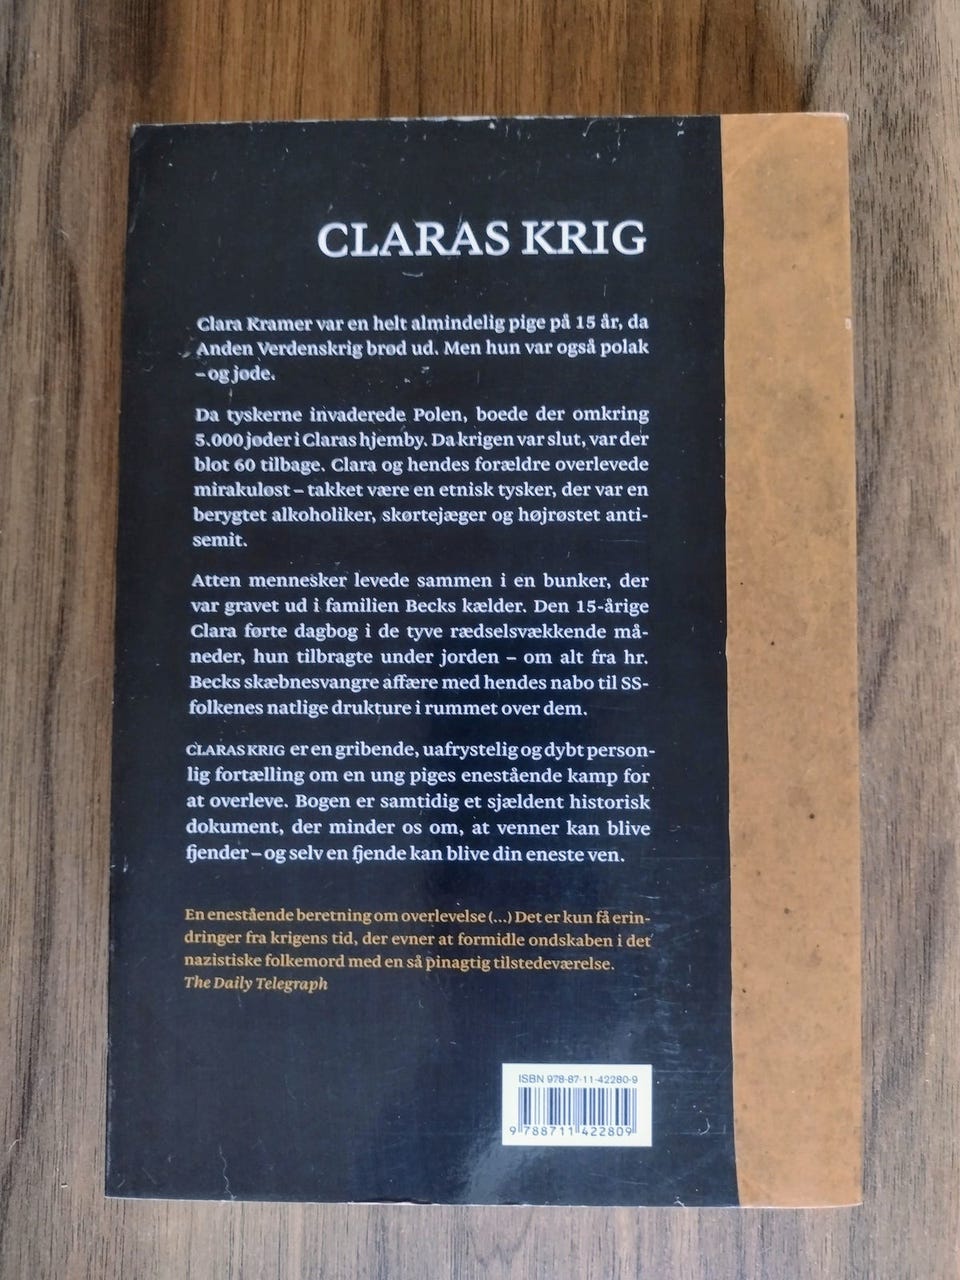 CLARAS KRIG
Clara Kramer var en helt almindelig pige på 15 år, da
Anden Verdenskrig brød ud. Men hun var også polak
– og jøde.
Da tyskerne invaderede Polen, boede der omkring
5.000 jøder i Claras hjemby. Da krigen var slut, var der
blot 60 tilbage. Clara og hendes forældre overlevede
mirakuløst – takket være en etnisk tysker, der var en
berygtet alkoholiker, skørtejæger og højrøstet anti-
semit.
Atten mennesker levede sammen i en bunker, der
var gravet ud i familien Becks kælder. Den 15-årige
Clara førte dagbog i de tyve rædselsvækkende må-
neder, hun tilbragte under jorden – om alt fra hr.
Becks skæbnesvangre affære med hendes nabo til SS-
folkenes natlige drukture i rummet over dem.
CLARAS KRIG er en gribende, uafrystelig og dybt person-
lig fortælling om en ung piges enestående kamp for
at overleve. Bogen er samtidig et sjældent historisk
dokument, der minder os om, at venner kan blive
fjender – og selv en fjende kan blive din eneste ven.
En enestående beretning om overlevelse (...) Det er kun få erin-
dringer fra krigens tid, der evner at formidle ondskaben i det
nazistiske folkemord med en så pinagtig tilstedeværelse.
The Daily Telegraph
ISBN 978-87-11-42280-9
9 788711 422809